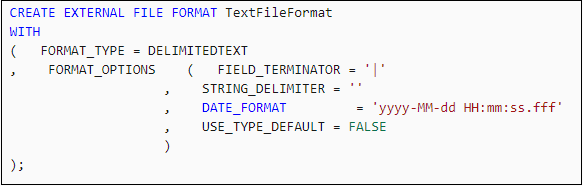 CREATE EXTERNAL FILE FORMAT TextFileFormat
WITH
(   FORMAT_TYPE = DELIMITEDTEXT
,    FORMAT_OPTIONS    (   FIELD_TERMINATOR = '|'
                    ,    STRING_DELIMITER = ''
                    ,    DATE_FORMAT         = 'yyyy-MM-dd HH:mm:ss.fff'
                    ,    USE_TYPE_DEFAULT = FALSE
                    )
);